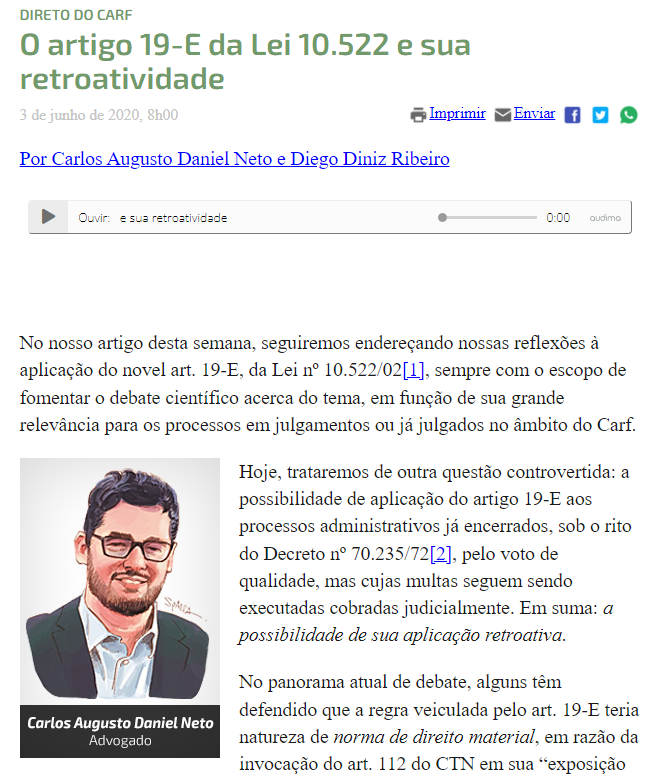 DIRETO DO CARF
O artigo 19-E da Lei 10.522 e sua
retroatividade
3 de junho de 2020, 8h00
Imprimir Enviar
Por Carlos Augusto Daniel Neto e Diego Diniz Ribeiro
Ouvir: e sua retroatividade 0:00 audima
No nosso artigo desta semana, seguiremos endereçando nossas reflexões à
aplicação do novel art. 19-E, da Lei nº 10.522/02[1], sempre com o escopo de
fomentar o debate científico acerca do tema, em função de sua grande
relevância para os processos em julgamentos ou já julgados no âmbito do Carf.
Hoje, trataremos de outra questão controvertida: a
possibilidade de aplicação do artigo 19-E aos
processos administrativos já encerrados, sob o rito
do Decreto nº 70.235/72[2], pelo voto de
qualidade, mas cujas multas seguem sendo
executadas cobradas judicialmente. Em suma: a
possibilidade de sua aplicação retroativa.
SPACCA
Carlos Augusto Daniel Neto
Advogado
No panorama atual de debate, alguns têm
defendido que a regra veiculada pelo art. 19-E teria
natureza de norma de direito material, em razão da
invocação do art. 112 do CTN em sua “exposição